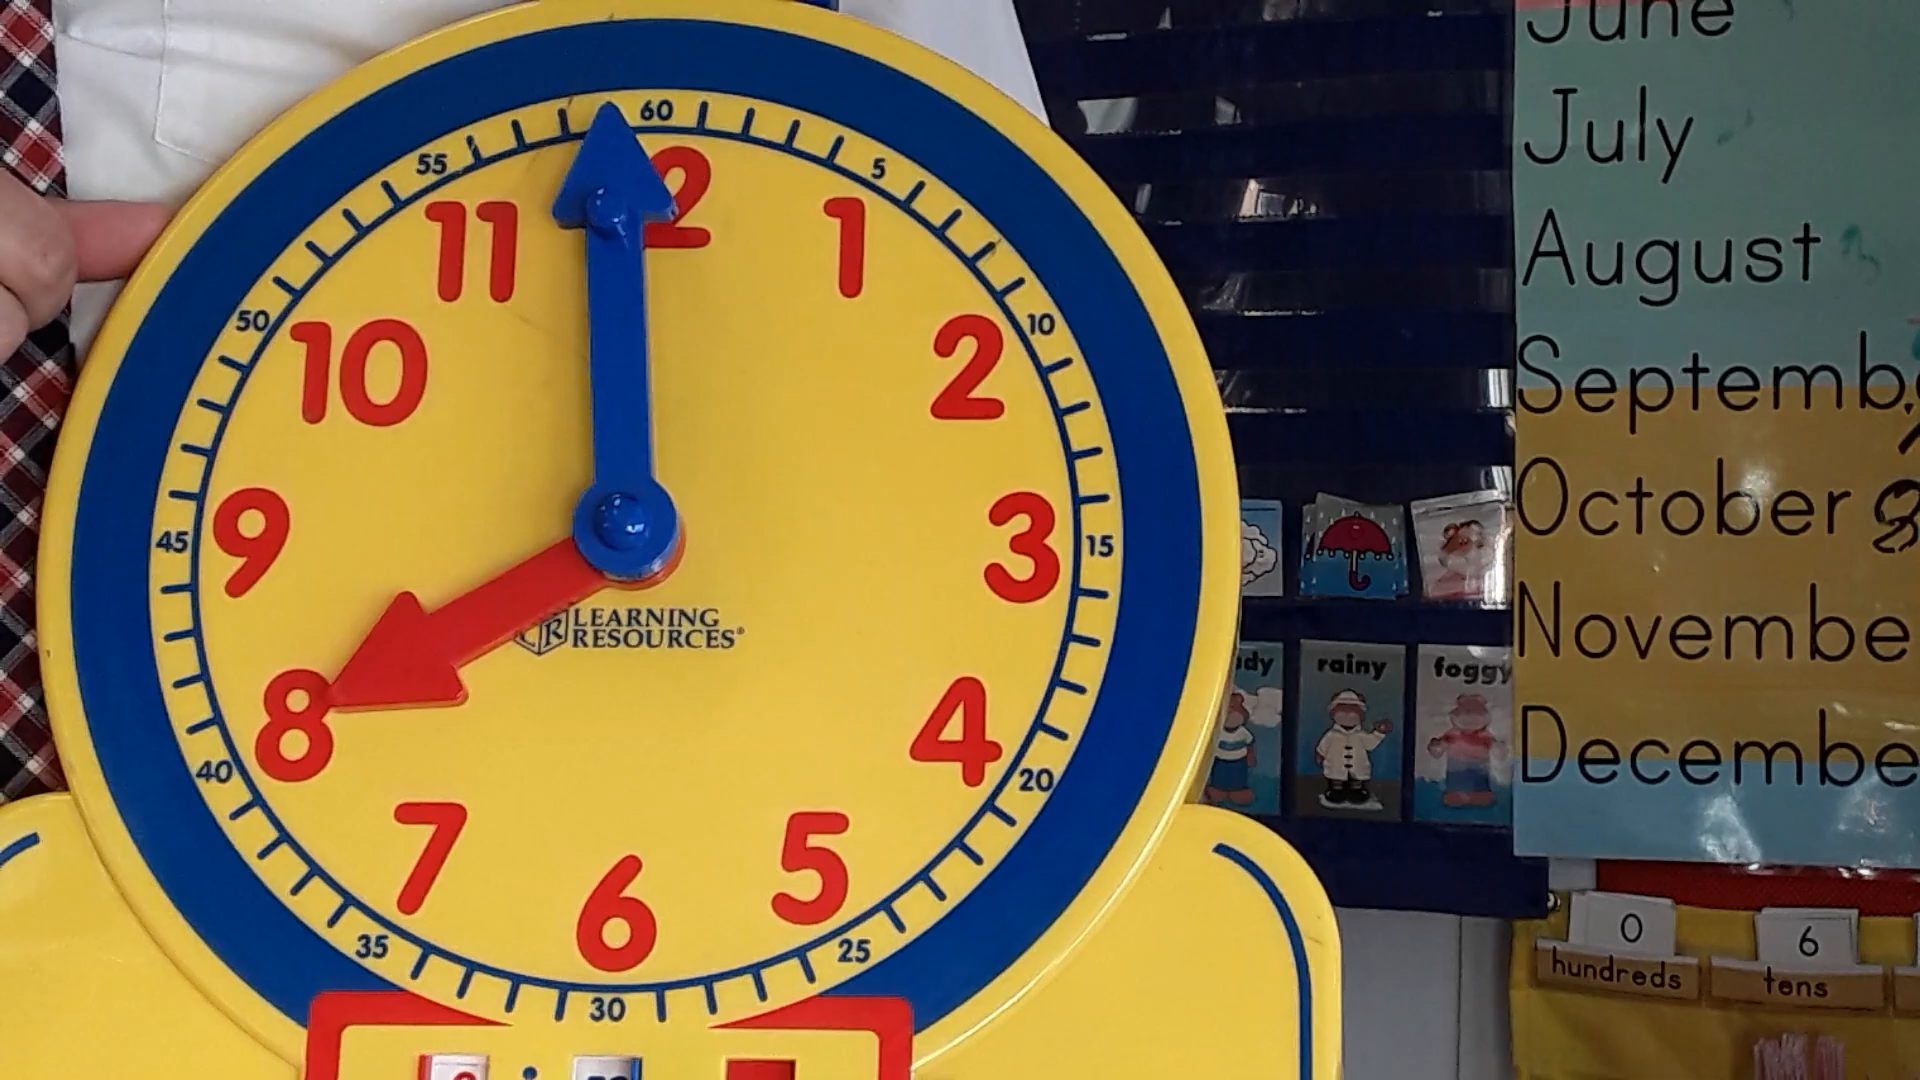 60
55
5
2
11
1
50
10
10
2
9
3
45
15
LEARNING
RESOURCES®
8
4
40
20
7
5
6
35
25
30
June
July
August
Septemb
October
Novembe
Decembe
rainy
foggy
0
6
hundreds
tens